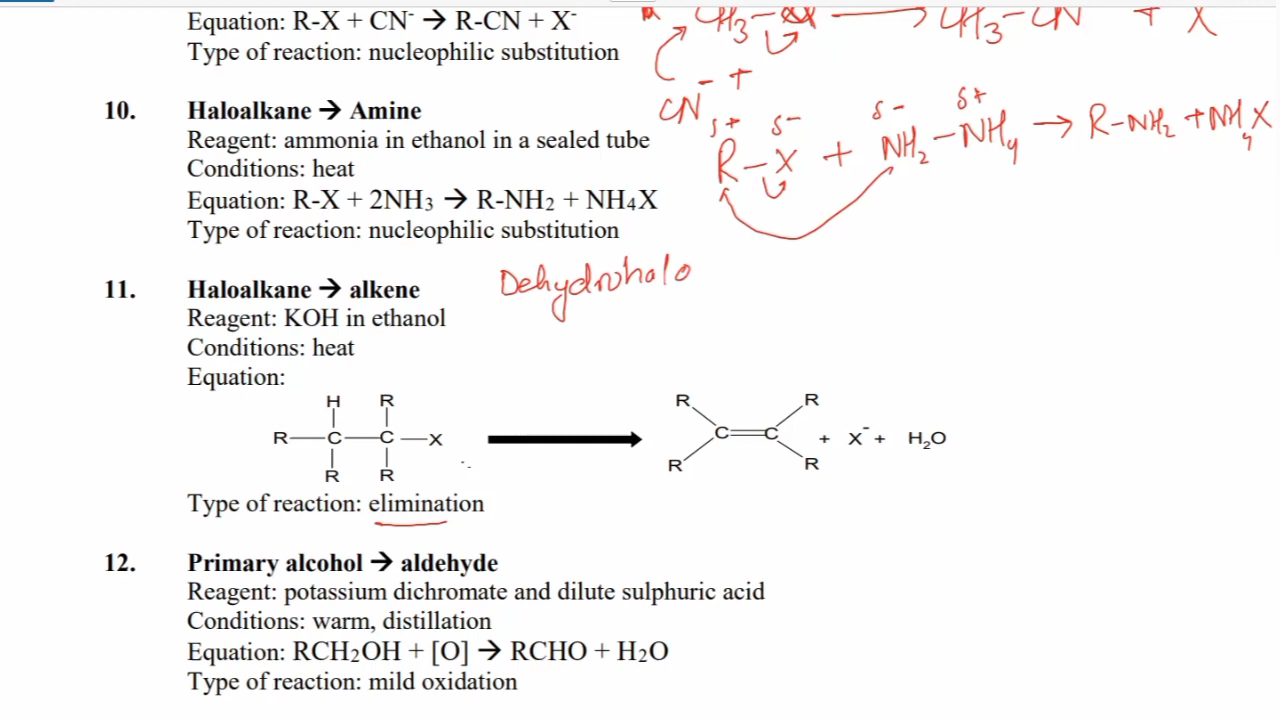 Equation: R-X + CN⁻ → R-CN + X⁻
CH3-X → CH3-CN + X
Type of reaction: nucleophilic substitution
CN⁻ +
10. Haloalkane → Amine
Reagent: ammonia in ethanol in a sealed tube
δ+ δ- δ- δ+
R-X + NH2-NH4 → R-NH2 + NH4X
Conditions: heat
Equation: R-X + 2NH3 → R-NH2 + NH4X
Type of reaction: nucleophilic substitution
11. Haloalkane → alkene
Dehydrohalo
Reagent: KOH in ethanol
Conditions: heat
Equation:
H R R R
R C C X C C + X⁻ + H2O
R R R R
Type of reaction: elimination
12. Primary alcohol → aldehyde
Reagent: potassium dichromate and dilute sulphuric acid
Conditions: warm, distillation
Equation: RCH2OH + [O] → RCHO + H2O
Type of reaction: mild oxidation